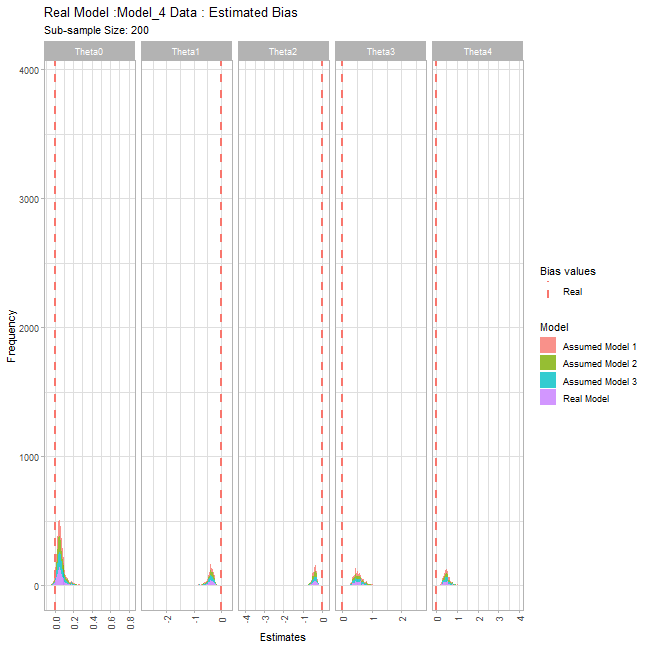 Real Model :Model_4 Data : Estimated Bias
Sub-sample Size: 200
Theta0 Theta1 Theta2 Theta3 Theta4
4000
3000
2000
1000
0
Frequency
0.0 0.2 0.4 0.6 0.8
-2 -1 0
-4 -3 -2 -1 0
0 1 2
0 1 2 3 4
Estimates
Bias values
Real
Model
Assumed Model 1
Assumed Model 2
Assumed Model 3
Real Model